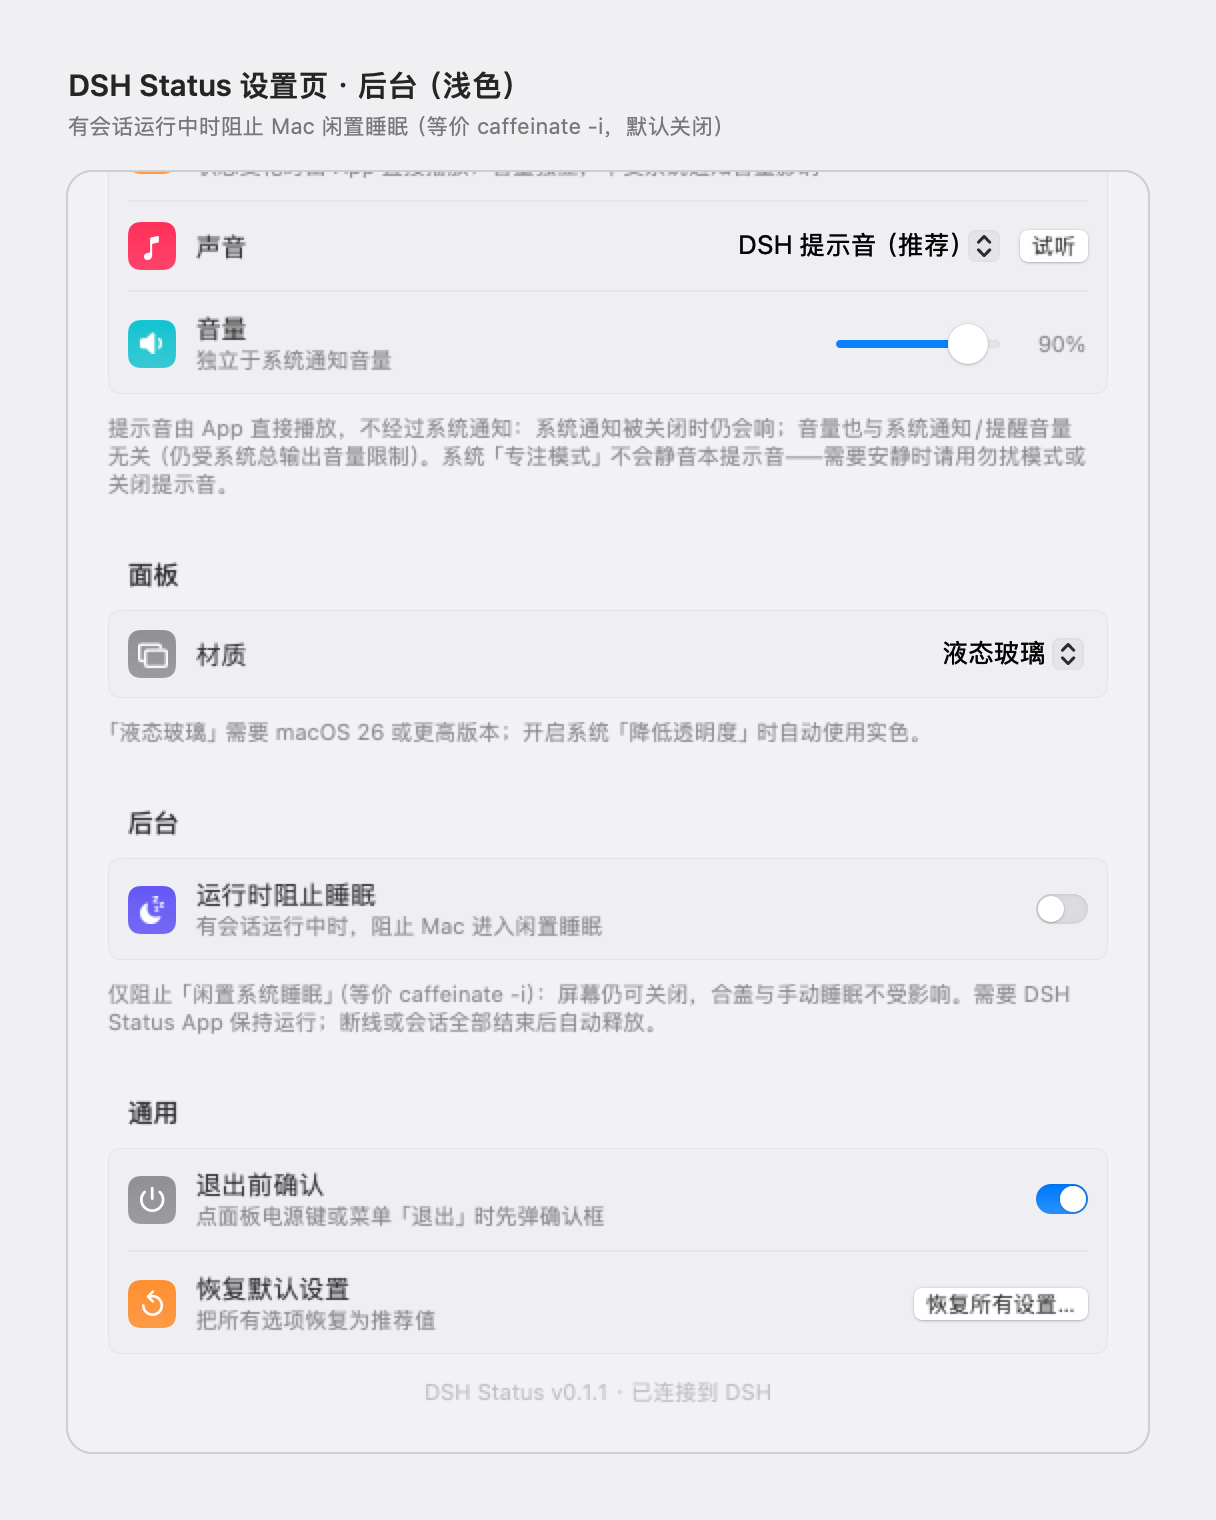 DSH Status 设置页 · 后台（浅色）
有会话运行中时阻止 Mac 闲置睡眠（等价 caffeinate -i，默认关闭）
声音
DSH 提示音（推荐）
试听
音量
独立于系统通知音量
90%
提示音由 App 直接播放，不经过系统通知：系统通知被关闭时仍会响；音量也与系统通知/提醒音量
无关（仍受系统总输出音量限制）。系统「专注模式」不会静音本提示音——需要安静时请用勿扰模式或
关闭提示音。
面板
材质
液态玻璃
「液态玻璃」需要 macOS 26 或更高版本；开启系统「降低透明度」时自动使用实色。
后台
运行时阻止睡眠
有会话运行中时，阻止 Mac 进入闲置睡眠
仅阻止「闲置系统睡眠」（等价 caffeinate -i）：屏幕仍可关闭，合盖与手动睡眠不受影响。需要 DSH
Status App 保持运行；断线或会话全部结束后自动释放。
通用
退出前确认
点面板电源键或菜单「退出」时先弹确认框
恢复默认设置
把所有选项恢复为推荐值
恢复所有设置...
DSH Status v0.1.1 · 已连接到 DSH